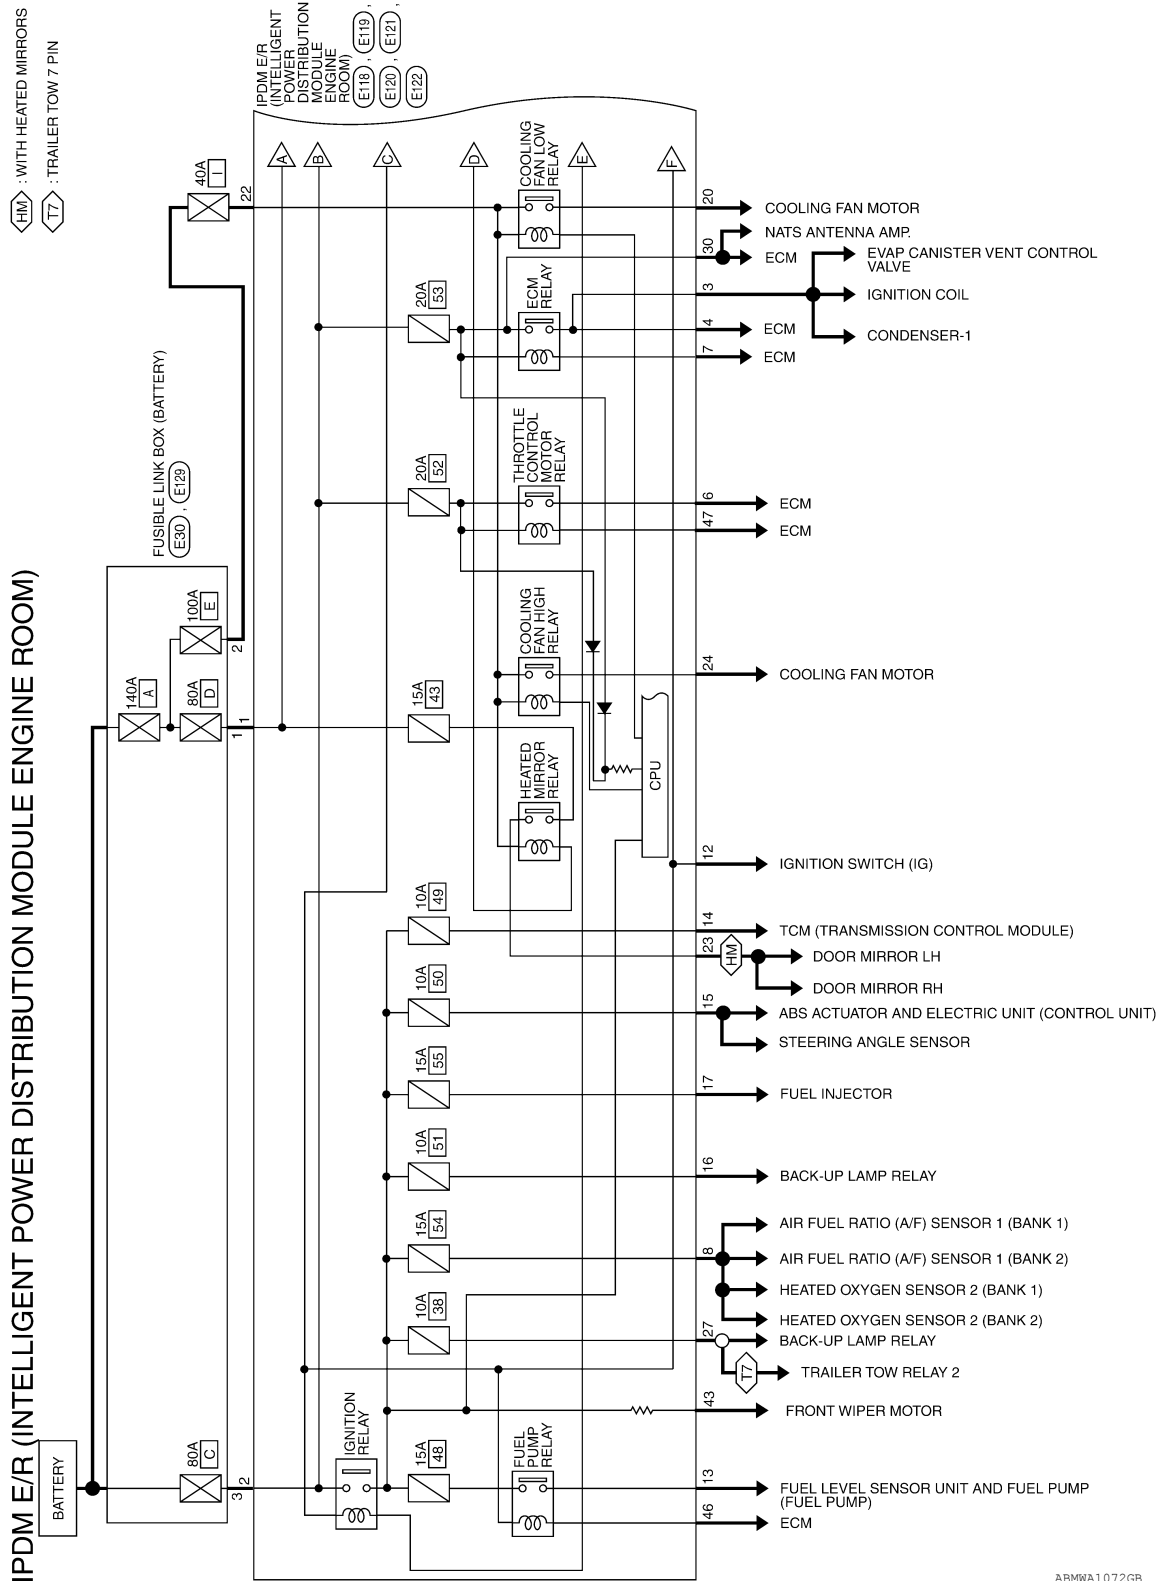 IPDM E/R (INTELLIGENT POWER DISTRIBUTION MODULE ENGINE ROOM)
HM : WITH HEATED MIRRORS
T7 : TRAILER TOW 7 PIN
BATTERY
FUSIBLE LINK BOX (BATTERY)
E30 , E129
140A
A
80A
D
100A
E
80A
C
40A
I
22
2
1
1
3
2
IPDM E/R
(INTELLIGENT
POWER
DISTRIBUTION
MODULE
ENGINE
ROOM)
E118 , E119 ,
E120 , E121 ,
E122
A
B
C
D
E
F
COOLING
FAN LOW
RELAY
20
COOLING FAN MOTOR
30
NATS ANTENNA AMP.
ECM
20A
53
ECM
RELAY
3
EVAP CANISTER VENT CONTROL
VALVE
IGNITION COIL
CONDENSER-1
4
ECM
7
ECM
20A
52
THROTTLE
CONTROL
MOTOR
RELAY
6
ECM
47
ECM
COOLING
FAN HIGH
RELAY
24
COOLING FAN MOTOR
15A
43
HEATED
MIRROR
RELAY
CPU
12
IGNITION SWITCH (IG)
10A
49
14
TCM (TRANSMISSION CONTROL MODULE)
23
HM
DOOR MIRROR LH
DOOR MIRROR RH
10A
50
15
ABS ACTUATOR AND ELECTRIC UNIT (CONTROL UNIT)
STEERING ANGLE SENSOR
15A
55
17
FUEL INJECTOR
10A
51
16
BACK-UP LAMP RELAY
15A
54
8
AIR FUEL RATIO (A/F) SENSOR 1 (BANK 1)
AIR FUEL RATIO (A/F) SENSOR 1 (BANK 2)
HEATED OXYGEN SENSOR 2 (BANK 1)
HEATED OXYGEN SENSOR 2 (BANK 2)
10A
38
27
BACK-UP LAMP RELAY
T7
TRAILER TOW RELAY 2
43
FRONT WIPER MOTOR
IGNITION
RELAY
15A
48
FUEL
PUMP
RELAY
13
FUEL LEVEL SENSOR UNIT AND FUEL PUMP
(FUEL PUMP)
46
ECM
ABMWA1072GB